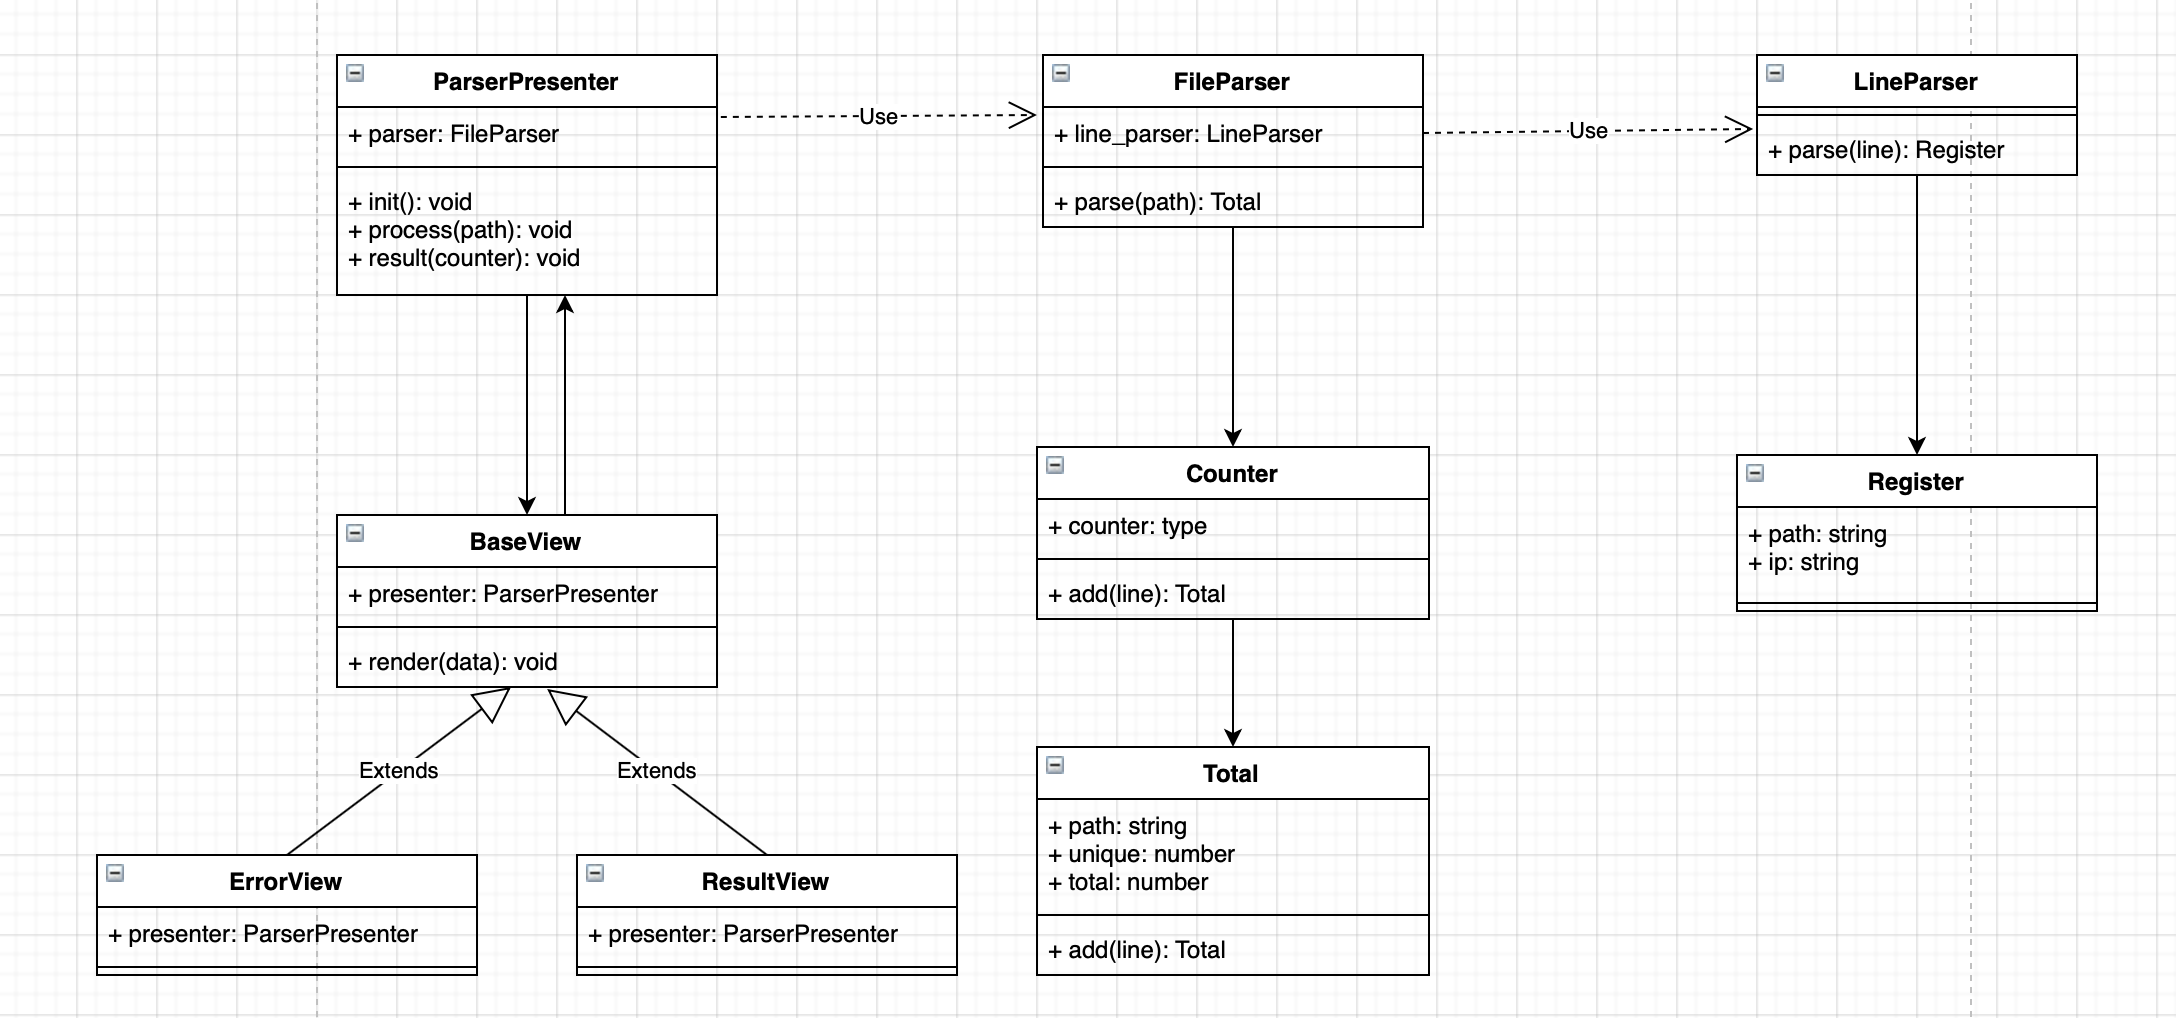 ParserPresenter
+ parser: FileParser
+ init(): void
+ process(path): void
+ result(counter): void
Use
FileParser
+ line_parser: LineParser
+ parse(path): Total
Use
LineParser
+ parse(line): Register
BaseView
+ presenter: ParserPresenter
+ render(data): void
Counter
+ counter: type
+ add(line): Total
Register
+ path: string
+ ip: string
Extends
Extends
ErrorView
+ presenter: ParserPresenter
ResultView
+ presenter: ParserPresenter
Total
+ path: string
+ unique: number
+ total: number
+ add(line): Total